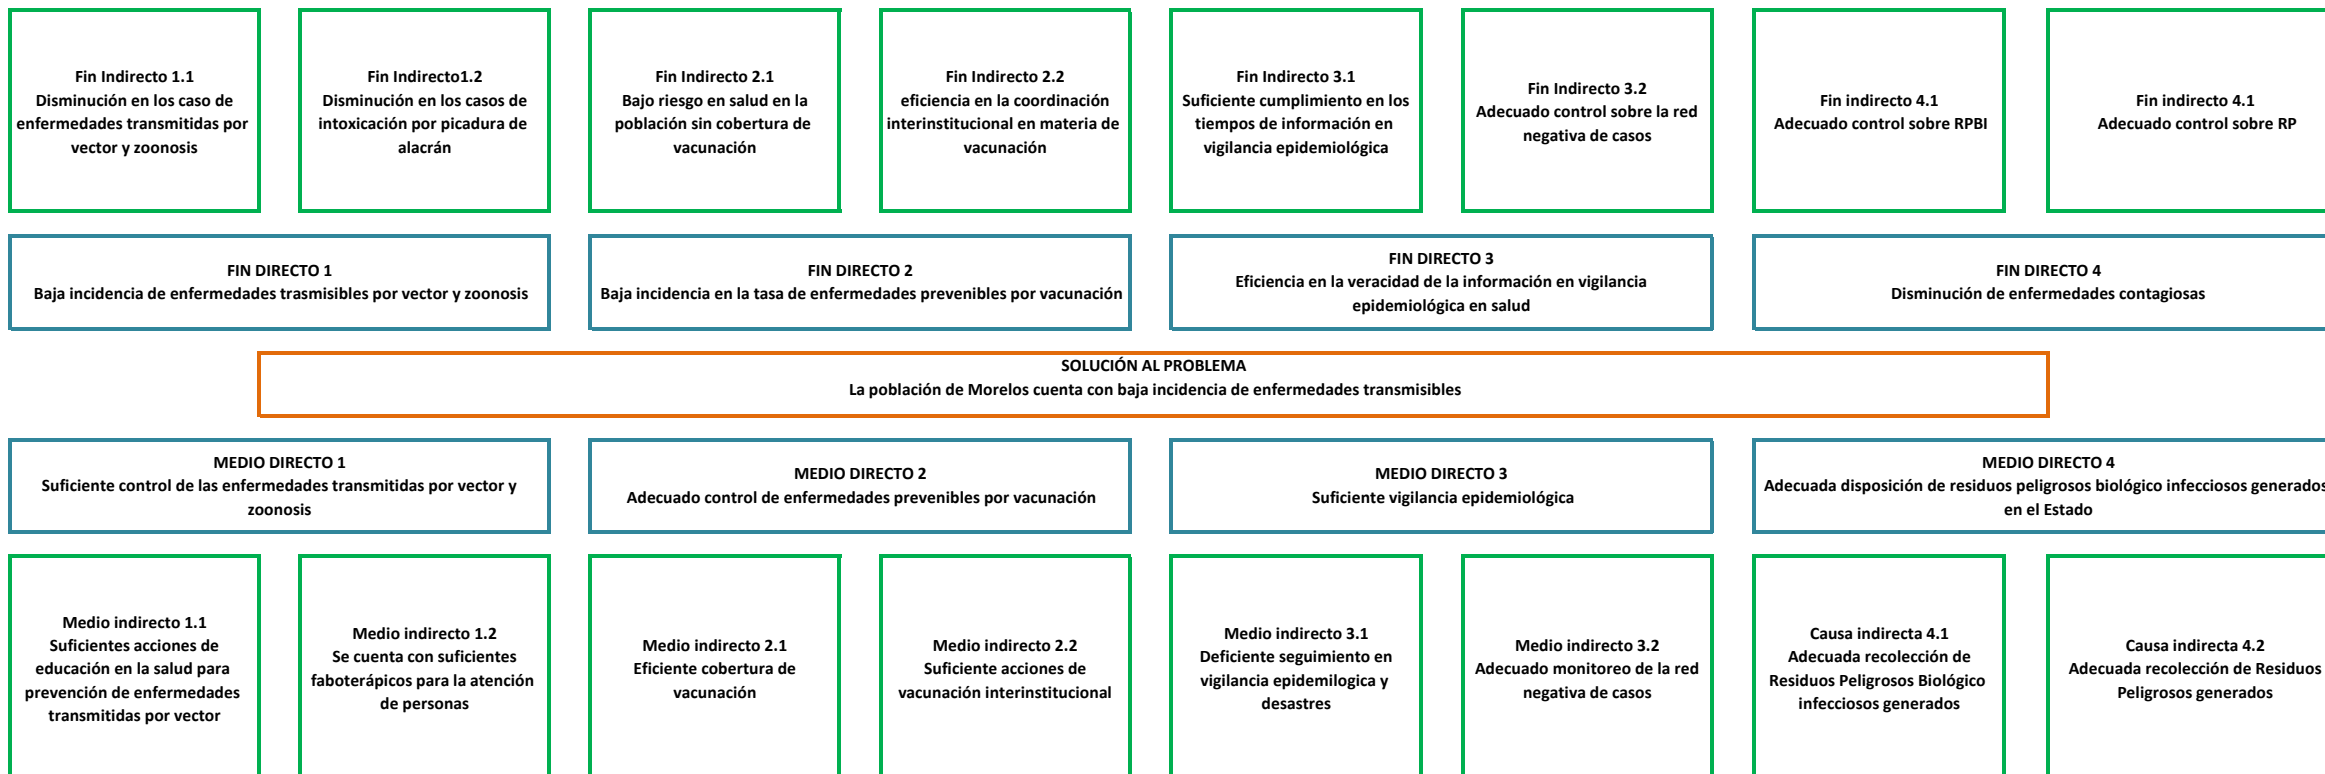 Fin Indirecto 1.1
Disminución en los caso de
enfermedades transmitidas por
vector y zoonosis
Fin Indirecto1.2
Disminución en los casos de
intoxicación por picadura de
alacrán
Fin Indirecto 2.1
Bajo riesgo en salud en la
población sin cobertura de
vacunación
Fin Indirecto 2.2
eficiencia en la coordinación
interinstitucional en materia de
vacunación
Fin Indirecto 3.1
Suficiente cumplimiento en los
tiempos de información en
vigilancia epidemiológica
Fin Indirecto 3.2
Adecuado control sobre la red
negativa de casos
Fin indirecto 4.1
Adecuado control sobre RPBI
Fin indirecto 4.1
Adecuado control sobre RP
FIN DIRECTO 1
Baja incidencia de enfermedades trasmisibles por vector y zoonosis
FIN DIRECTO 2
Baja incidencia en la tasa de enfermedades prevenibles por vacunación
FIN DIRECTO 3
Eficiencia en la veracidad de la información en vigilancia
epidemiológica en salud
FIN DIRECTO 4
Disminución de enfermedades contagiosas
SOLUCIÓN AL PROBLEMA
La población de Morelos cuenta con baja incidencia de enfermedades transmisibles
MEDIO DIRECTO 1
Suficiente control de las enfermedades transmitidas por vector y
zoonosis
MEDIO DIRECTO 2
Adecuado control de enfermedades prevenibles por vacunación
MEDIO DIRECTO 3
Suficiente vigilancia epidemiológica
MEDIO DIRECTO 4
Adecuada disposición de residuos peligrosos biológico infecciosos generados
en el Estado
Medio indirecto 1.1
Suficientes acciones de
educación en la salud para
prevención de enfermedades
transmitidas por vector
Medio indirecto 1.2
Se cuenta con suficientes
faboterápicos para la atención
de personas
Medio indirecto 2.1
Eficiente cobertura de
vacunación
Medio indirecto 2.2
Suficiente acciones de
vacunación interinstitucional
Medio indirecto 3.1
Deficiente seguimiento en
vigilancia epidemilogica y
desastres
Medio indirecto 3.2
Adecuado monitoreo de la red
negativa de casos
Causa indirecta 4.1
Adecuada recolección de
Residuos Peligrosos Biológico
infecciosos generados
Causa indirecta 4.2
Adecuada recolección de Residuos
Peligrosos generados